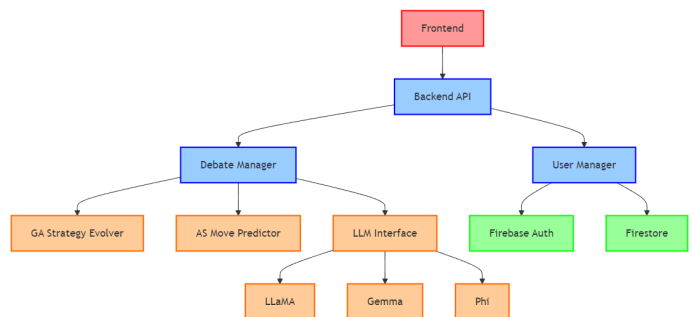 Frontend
Backend API
Debate Manager
User Manager
GA Strategy Evolver
AS Move Predictor
LLM Interface
Firebase Auth
Firestore
LLaMA
Gemma
Phi